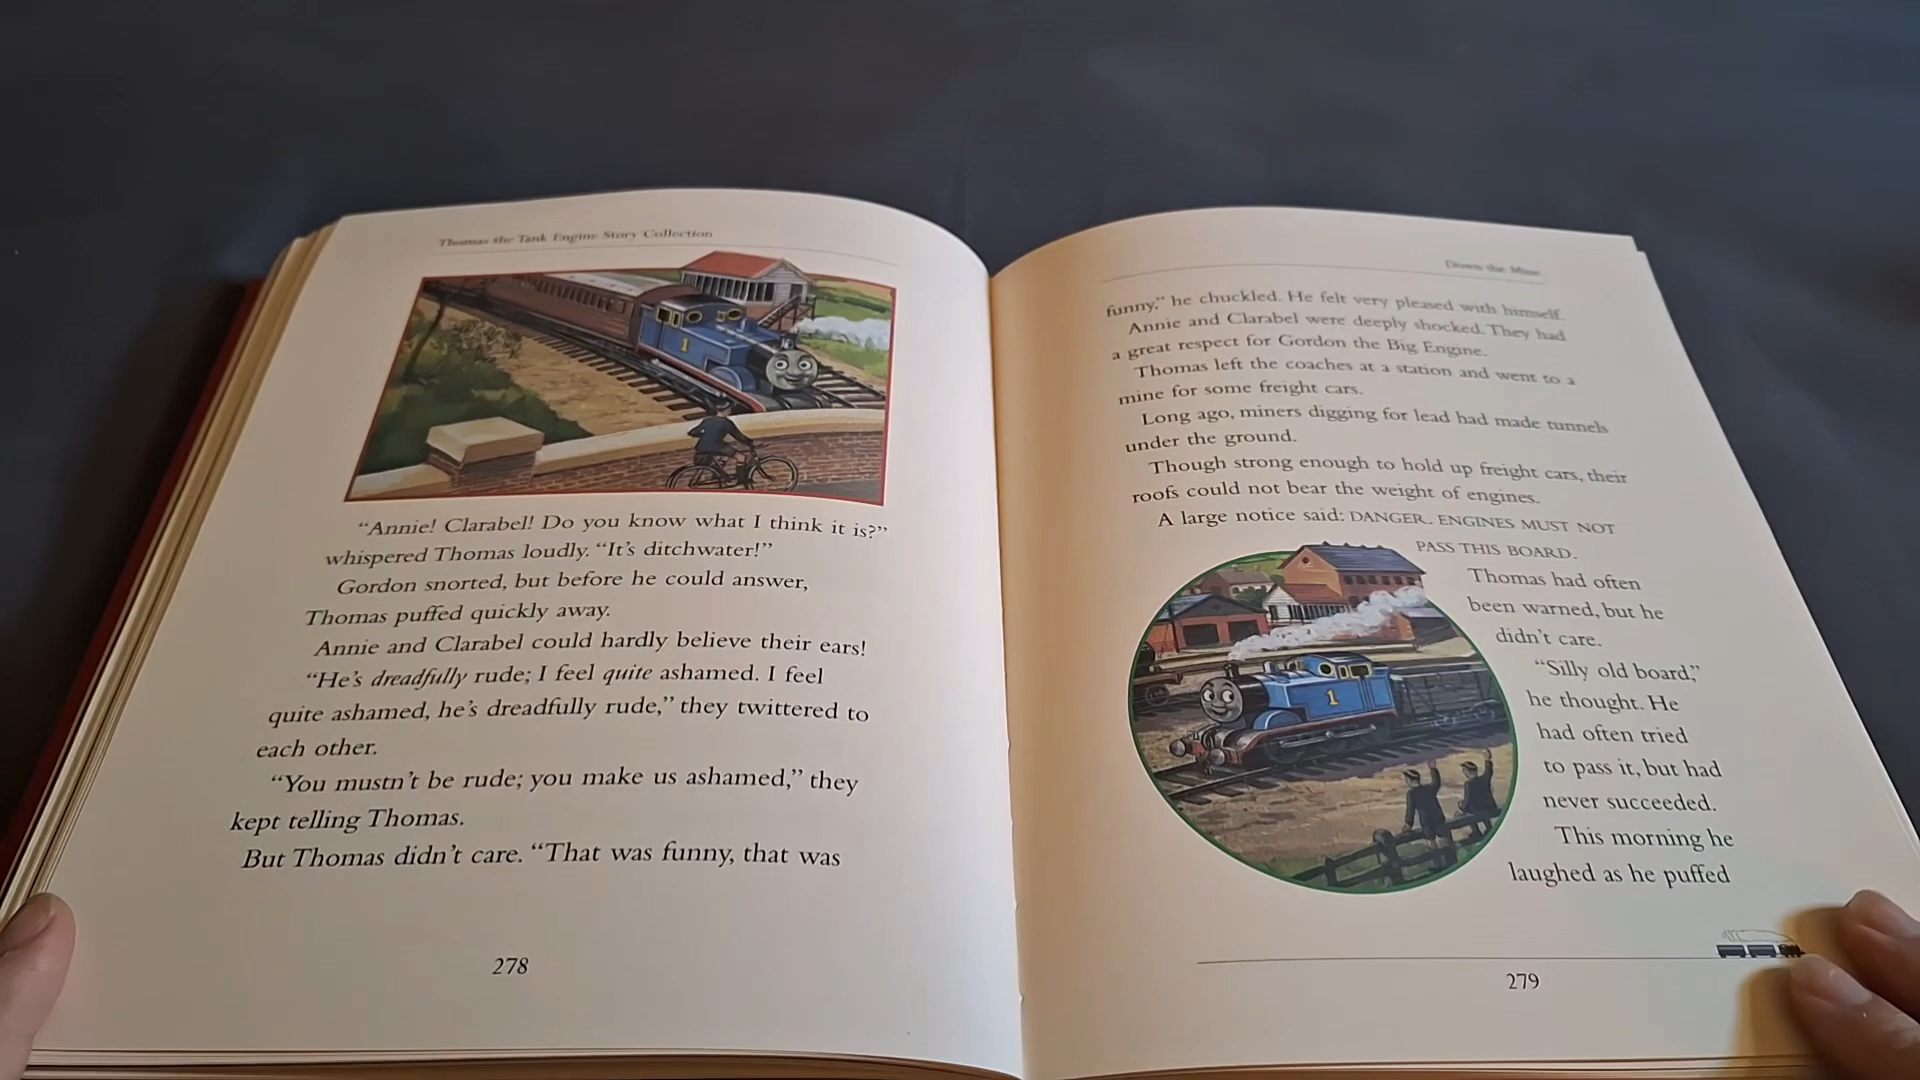 Thomas the Tank Engine Story Collection
1
“Annie! Clarabel! Do you know what I think it is?”
whispered Thomas loudly. “It’s ditchwater!”
Gordon snorted, but before he could answer,
Thomas puffed quickly away.
Annie and Clarabel could hardly believe their ears!
“He’s dreadfully rude; I feel quite ashamed. I feel
quite ashamed, he’s dreadfully rude,” they twittered to
each other.
“You mustn’t be rude; you make us ashamed,” they
kept telling Thomas.
But Thomas didn’t care. “That was funny, that was
278
Down the Mine
funny,” he chuckled. He felt very pleased with himself.
Annie and Clarabel were deeply shocked. They had
a great respect for Gordon the Big Engine.
Thomas left the coaches at a station and went to a
mine for some freight cars.
Long ago, miners digging for lead had made tunnels
under the ground.
Though strong enough to hold up freight cars, their
roofs could not bear the weight of engines.
A large notice said: DANGER. ENGINES MUST NOT
PASS THIS BOARD.
Thomas had often
been warned, but he
didn’t care.
“Silly old board,”
he thought. He
had often tried
to pass it, but had
never succeeded.
This morning he
laughed as he puffed
1
279